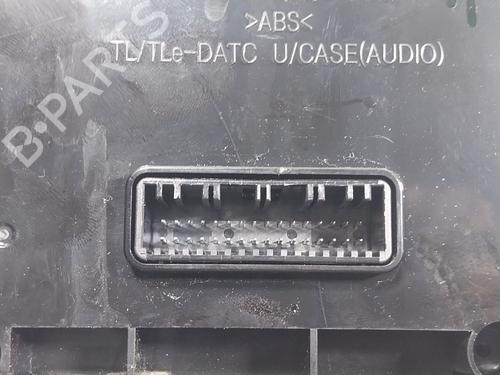 >ABS<
TL/TLe-DATC U/CASE(AUDIO)
B-PARTS